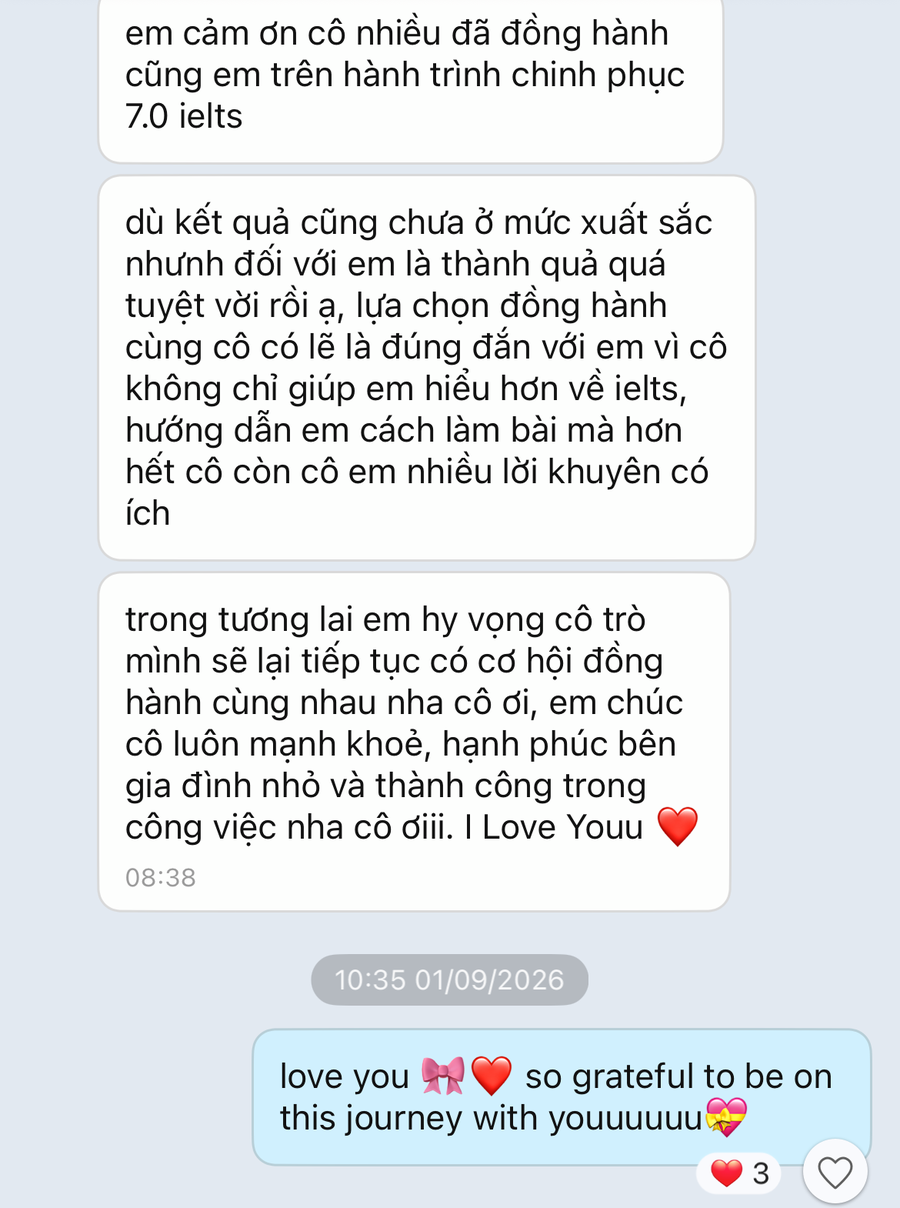 em cảm ơn cô nhiều đã đồng hành
cũng em trên hành trình chinh phục
7.0 ielts
dù kết quả cũng chưa ở mức xuất sắc
nhưnh đối với em là thành quả quá
tuyệt vời rồi ạ, lựa chọn đồng hành
cùng cô có lẽ là đúng đắn với em vì cô
không chỉ giúp em hiểu hơn về ielts,
hướng dẫn em cách làm bài mà hơn
hết cô còn cô em nhiều lời khuyên có
ích
trong tương lai em hy vọng cô trò
mình sẽ lại tiếp tục có cơ hội đồng
hành cùng nhau nha cô ơi, em chúc
cô luôn mạnh khoẻ, hạnh phúc bên
gia đình nhỏ và thành công trong
công việc nha cô ơiii. I Love Youu ❤️
08:38
10:35 01/09/2026
love you 🎀❤️ so grateful to be on
this journey with youuuuuu💝
❤️ 3